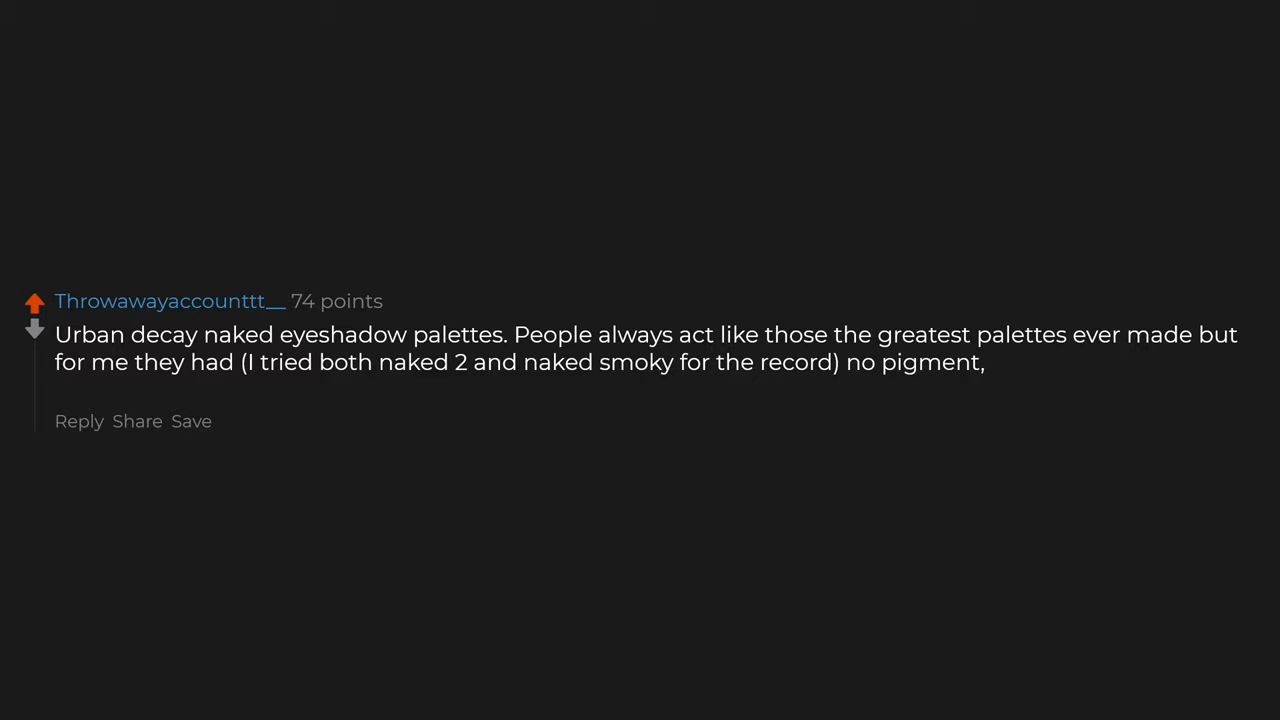 Throwawayaccounttt__ 74 points
Urban decay naked eyeshadow palettes. People always act like those the greatest palettes ever made but
for me they had (I tried both naked 2 and naked smoky for the record) no pigment,
Reply Share Save